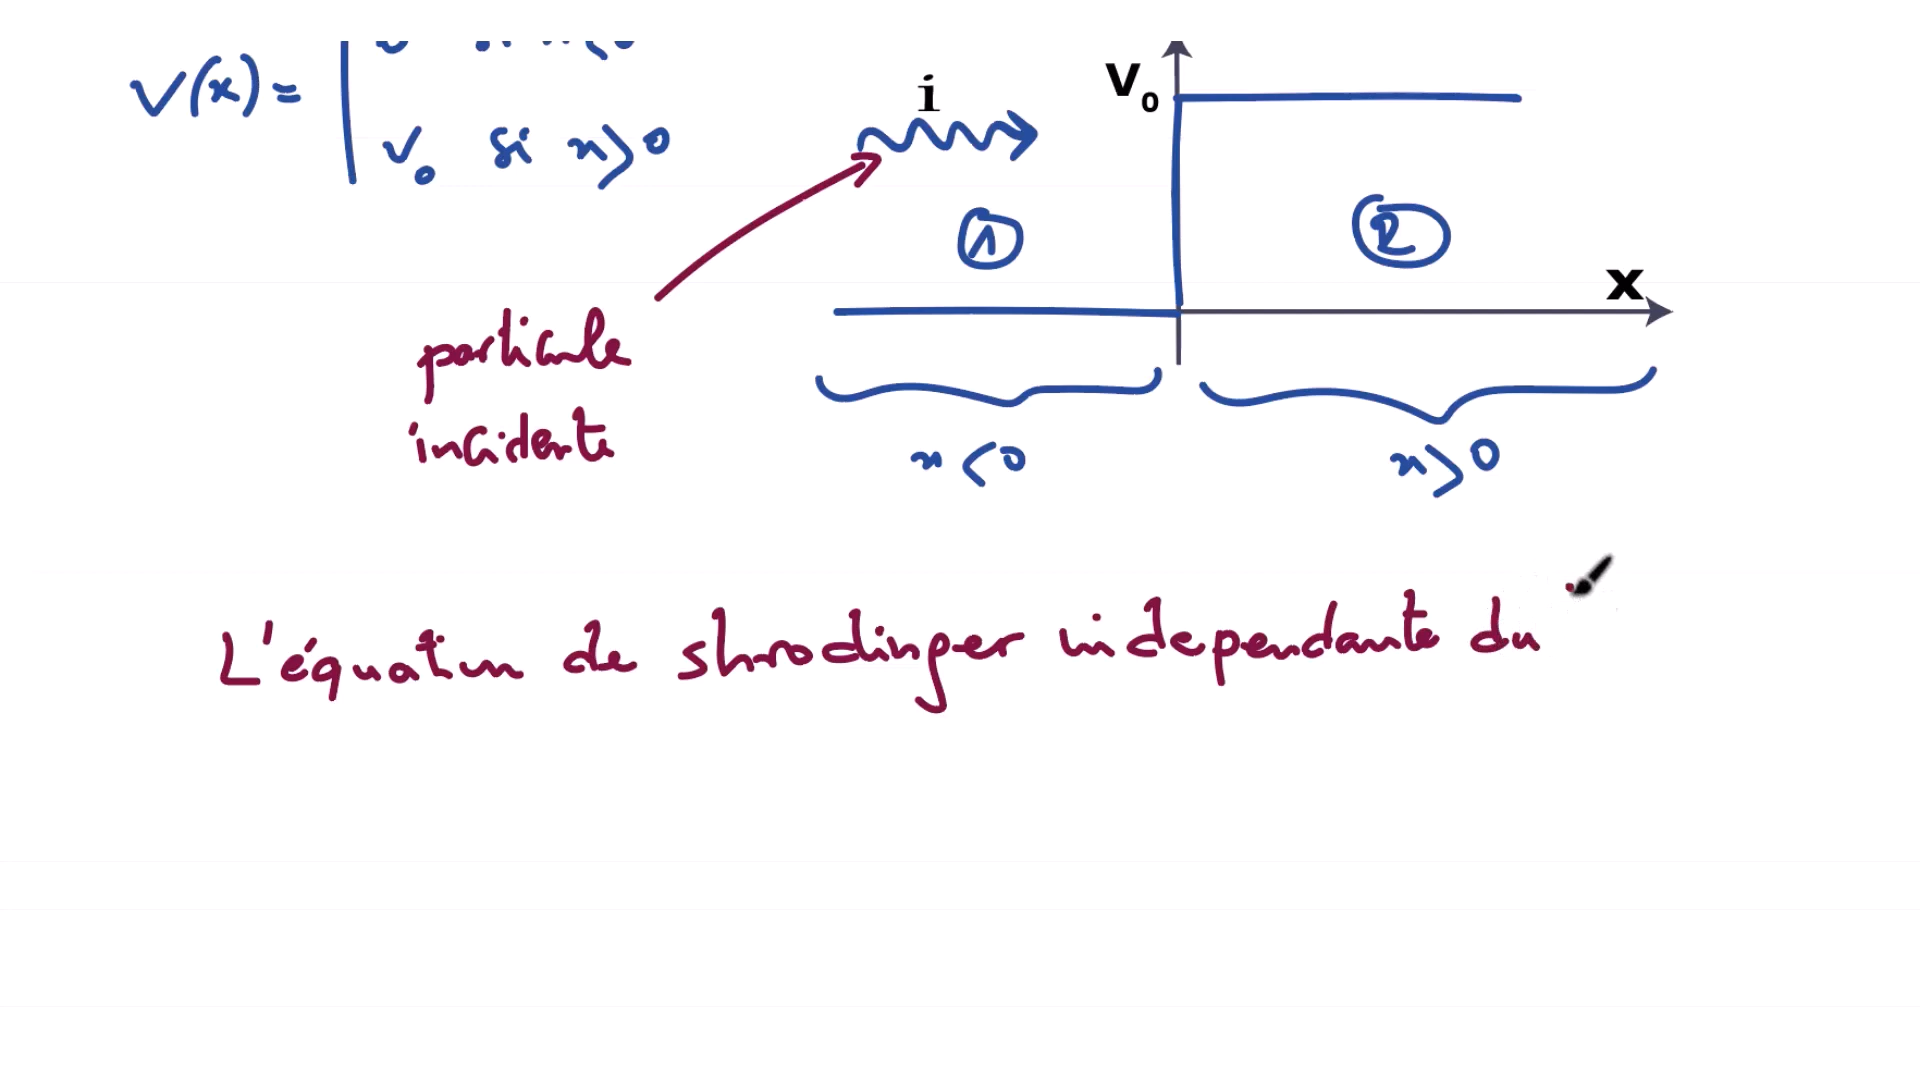 V(x)=
V₀ si x>0
i
V₀
①
②
x
particule
incidente
x<0
x>0
L'équation de shrodinger independante du